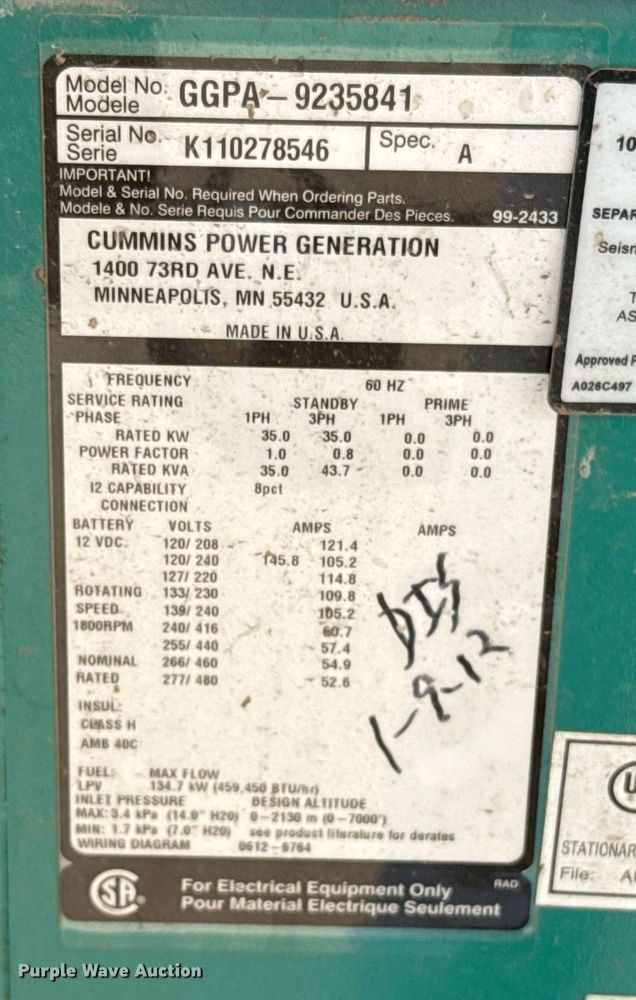 Model No. GGPA-9235841
Modele
Serial No. K110278546 Spec. A
Serie
IMPORTANT!
Model & Serial No. Required When Ordering Parts.
Modele & No. Serie Requis Pour Commander Des Pieces. 99-2433
CUMMINS POWER GENERATION
1400 73RD AVE. N.E.
MINNEAPOLIS, MN 55432 U.S.A.
MADE IN U.S.A.
FREQUENCY 60 HZ
SERVICE RATING STANDBY PRIME
PHASE 1PH 3PH 1PH 3PH
RATED KW 35.0 35.0 0.0 0.0
POWER FACTOR 1.0 0.8 0.0 0.0
RATED KVA 35.0 43.7 0.0 0.0
I2 CAPABILITY 8pct
CONNECTION
BATTERY VOLTS AMPS AMPS
12 VDC. 120/ 208 121.4
120/ 240 145.8 105.2
127/ 220 114.8
ROTATING 133/ 230 109.8
SPEED 139/ 240 105.2
1800RPM 240/ 416 60.7
255/ 440 57.4
NOMINAL 266/ 460 54.9
RATED 277/ 480 52.6
INSUL:
CLASS H
AMB 40C
1-9-12
FUEL: MAX FLOW
LPV 134.7 kW (459,450 BTU/hr)
INLET PRESSURE DESIGN ALTITUDE
MAX: 3.4 kPa (14.0" H20) 0-2130 m (0-7000')
MIN: 1.7 kPa (7.0" H20) see product literature for derates
WIRING DIAGRAM 0612-6764
SA
For Electrical Equipment Only RAG
Pour Material Electrique Seulement
10
SEPAR
Seism
T
AS
Approved F
A026C497
U
STATIONAR
File: AU
Purple Wave Auction